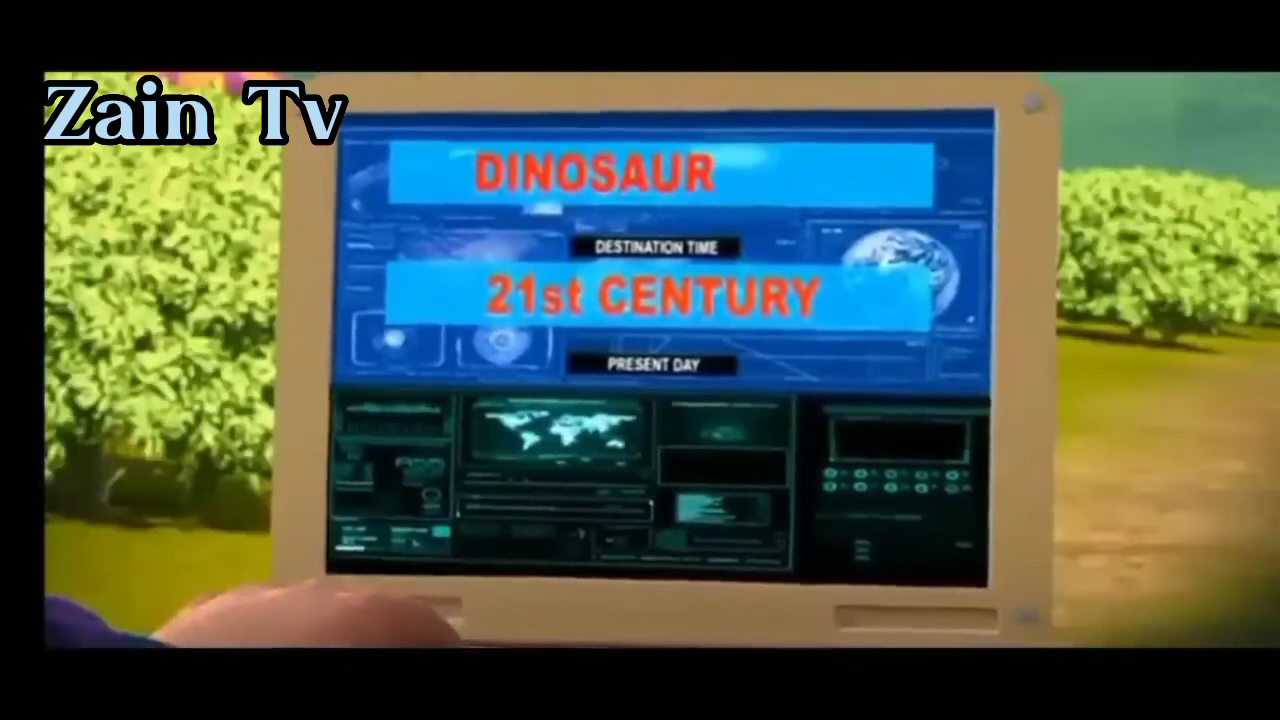 Zain Tv
DINOSAUR
DESTINATION TIME
21st CENTURY
PRESENT DAY